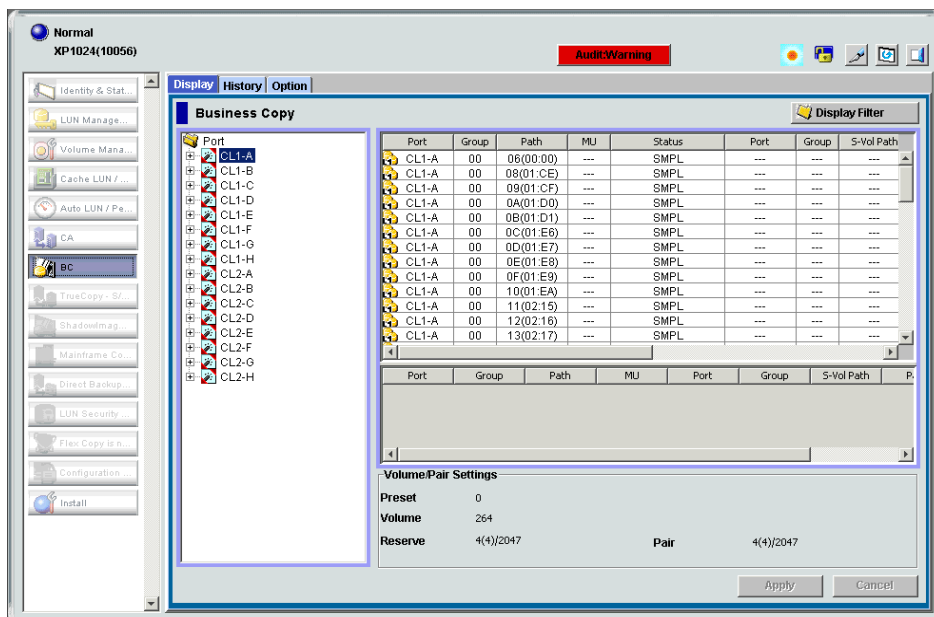 Normal
XP1024(10056)
Audit:Warning
Identity & Stat...
LUN Manage...
Volume Mana...
Cache LUN / ...
Auto LUN / Pe...
CA
BC
TrueCopy - S/...
ShadowImag...
Mainframe Co...
Direct Backup...
LUN Security ...
Flex Copy is n...
Configuration ...
Install
Display History Option
Business Copy
Display Filter
Port
CL1-A
CL1-B
CL1-C
CL1-D
CL1-E
CL1-F
CL1-G
CL1-H
CL2-A
CL2-B
CL2-C
CL2-D
CL2-E
CL2-F
CL2-G
CL2-H
Port Group Path MU Status Port Group S-Vol Path
CL1-A 00 06(00:00) --- SMPL --- --- ---
CL1-A 00 08(01:CE) --- SMPL --- --- ---
CL1-A 00 09(01:CF) --- SMPL --- --- ---
CL1-A 00 0A(01:D0) --- SMPL --- --- ---
CL1-A 00 0B(01:D1) --- SMPL --- --- ---
CL1-A 00 0C(01:E6) --- SMPL --- --- ---
CL1-A 00 0D(01:E7) --- SMPL --- --- ---
CL1-A 00 0E(01:E8) --- SMPL --- --- ---
CL1-A 00 0F(01:E9) --- SMPL --- --- ---
CL1-A 00 10(01:EA) --- SMPL --- --- ---
CL1-A 00 11(02:15) --- SMPL --- --- ---
CL1-A 00 12(02:16) --- SMPL --- --- ---
CL1-A 00 13(02:17) --- SMPL --- --- ---
Port Group Path MU Port Group S-Vol Path P.
Volume/Pair Settings
Preset 0
Volume 264
Reserve 4(4)/2047 Pair 4(4)/2047
Apply Cancel